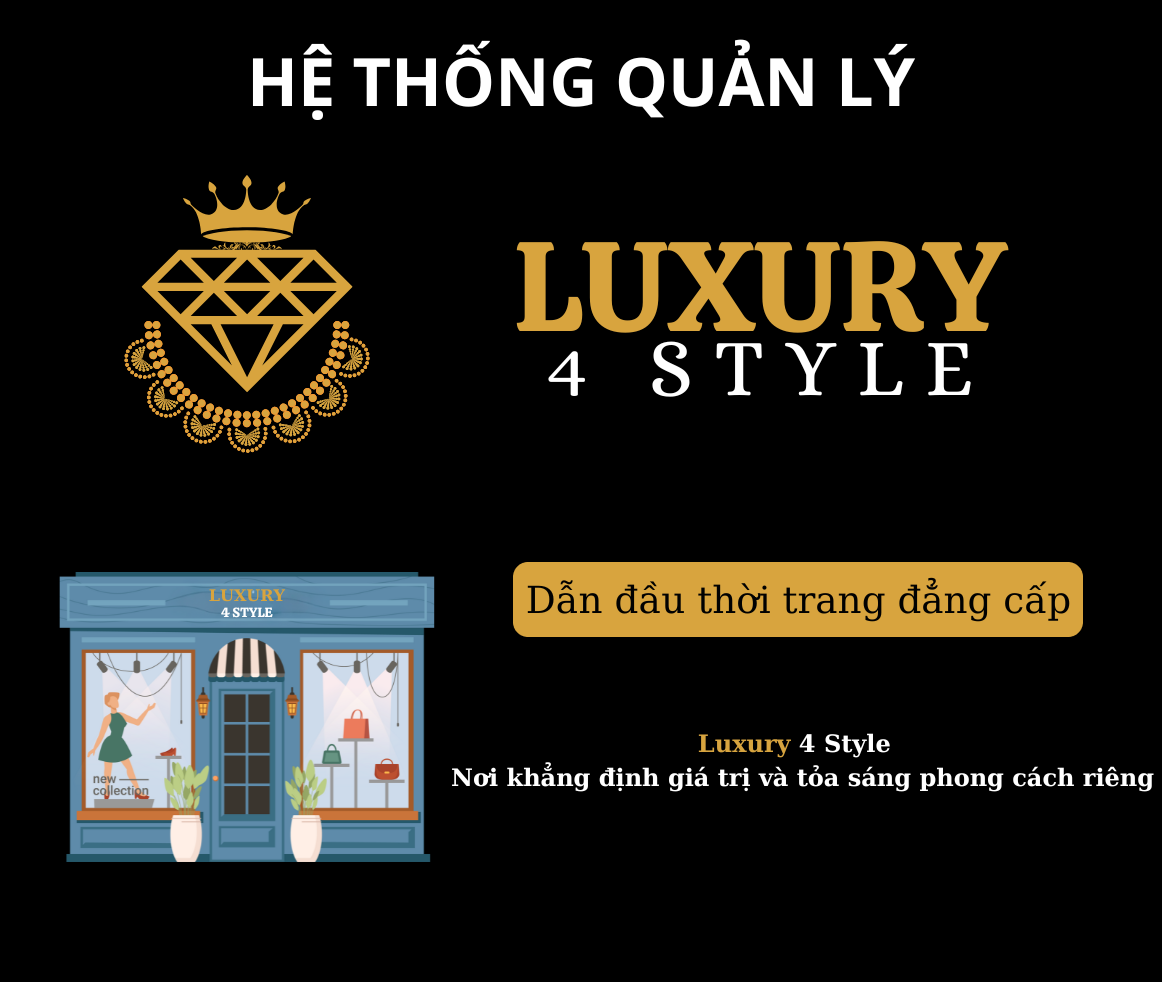 HỆ THỐNG QUẢN LÝ
LUXURY
4 STYLE
LUXURY
4 STYLE
new
collection
Dẫn đầu thời trang đẳng cấp
Luxury 4 Style
Nơi khẳng định giá trị và tỏa sáng phong cách riêng